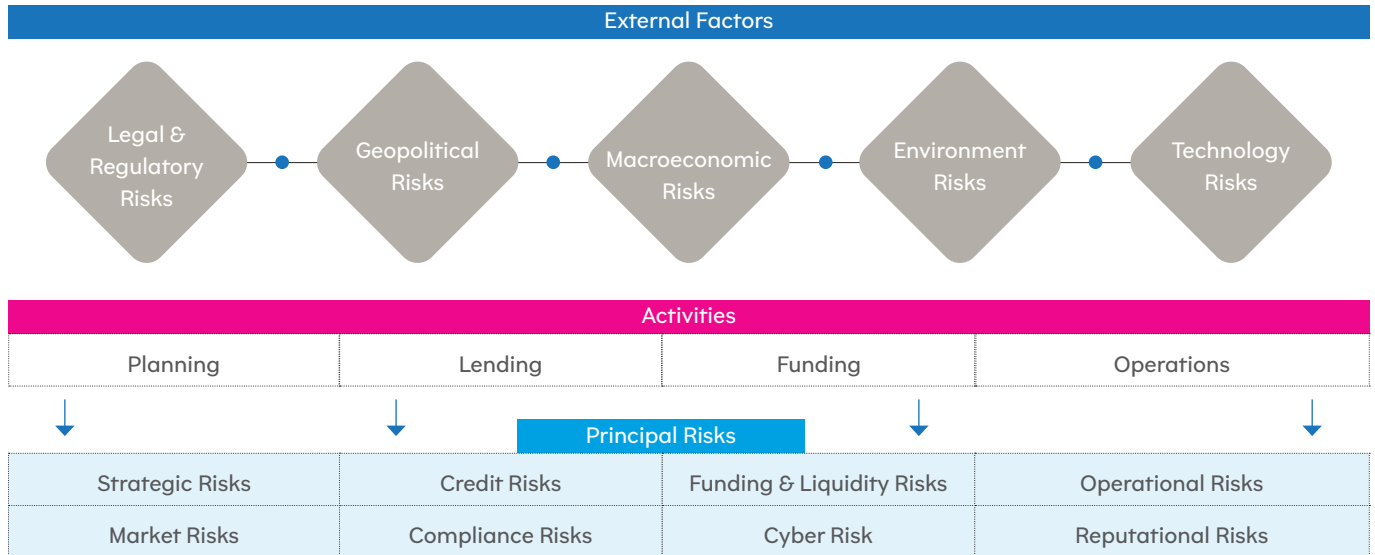 External Factors
Legal &
Regulatory
Risks
Geopolitical
Risks
Macroeconomic
Risks
Environment
Risks
Technology
Risks
Activities
Planning
Lending
Funding
Operations
Principal Risks
Strategic Risks
Credit Risks
Funding & Liquidity Risks
Operational Risks
Market Risks
Compliance Risks
Cyber Risk
Reputational Risks